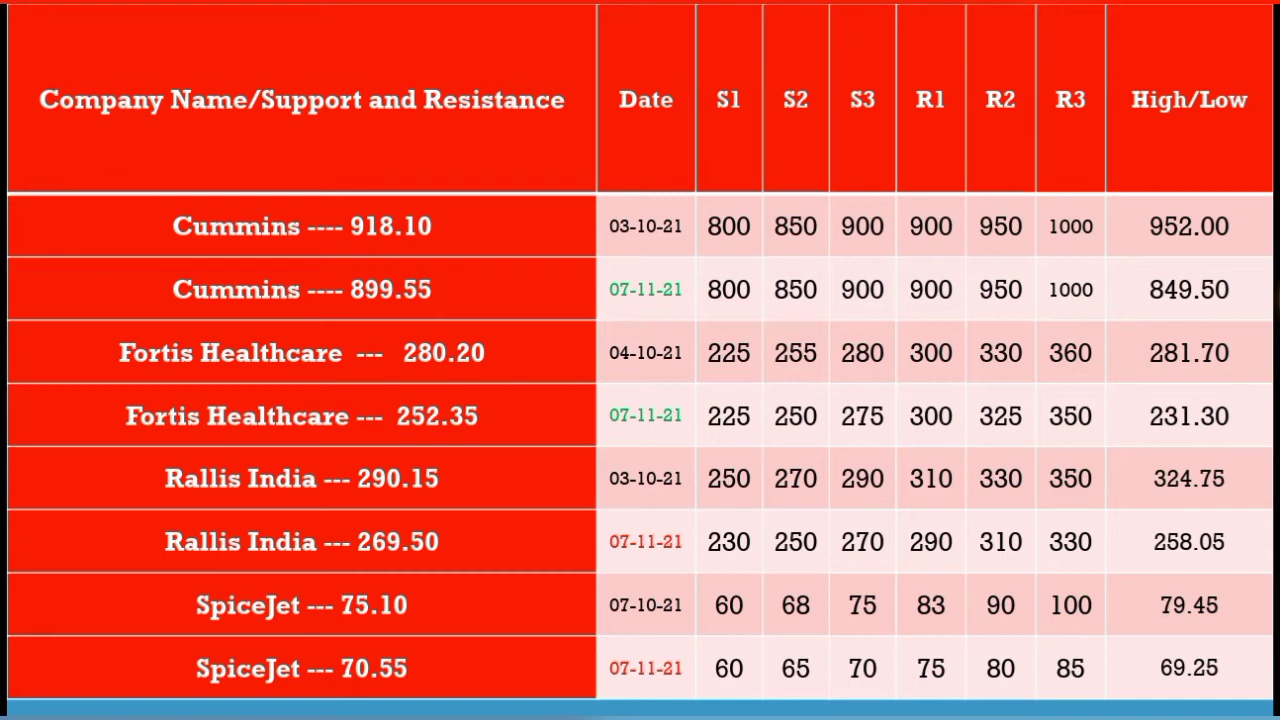 Company Name/Support and Resistance Date S1 S2 S3 R1 R2 R3 High/Low
Cummins ---- 918.10 03-10-21 800 850 900 900 950 1000 952.00
Cummins ---- 899.55 07-11-21 800 850 900 900 950 1000 849.50
Fortis Healthcare --- 280.20 04-10-21 225 255 280 300 330 360 281.70
Fortis Healthcare --- 252.35 07-11-21 225 250 275 300 325 350 231.30
Rallis India --- 290.15 03-10-21 250 270 290 310 330 350 324.75
Rallis India --- 269.50 07-11-21 230 250 270 290 310 330 258.05
SpiceJet --- 75.10 07-10-21 60 68 75 83 90 100 79.45
SpiceJet --- 70.55 07-11-21 60 65 70 75 80 85 69.25